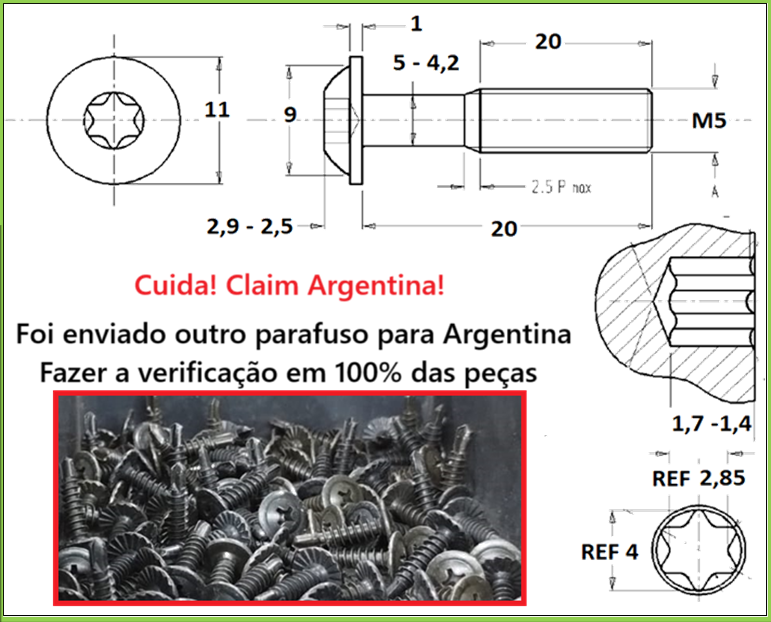 1
20
5 - 4,2
11
9
M5
2.5 P max
A
2,9 - 2,5
20
Cuida! Claim Argentina!
Foi enviado outro parafuso para Argentina
Fazer a verificação em 100% das peças
1,7 -1,4
REF 2,85
REF 4